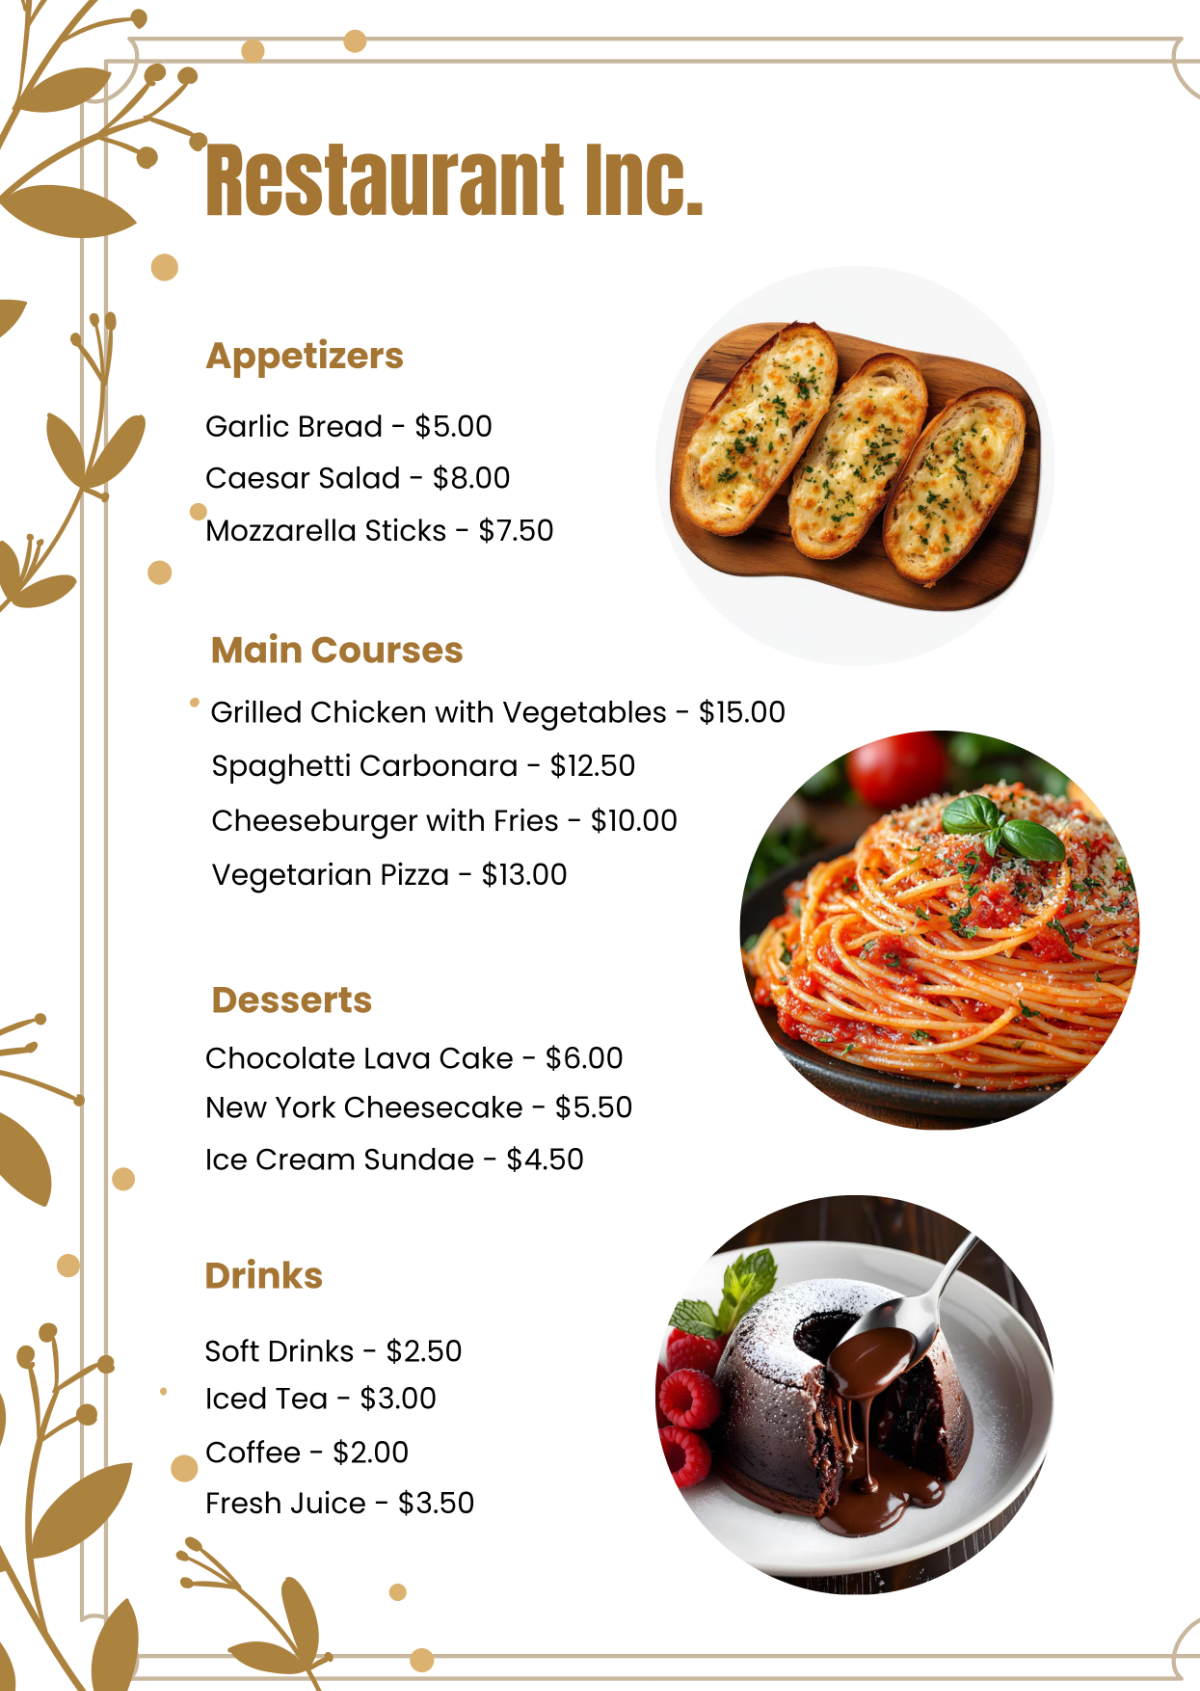 Restaurant Inc.
Appetizers
Garlic Bread - $5.00
Caesar Salad - $8.00
Mozzarella Sticks - $7.50
Main Courses
Grilled Chicken with Vegetables - $15.00
Spaghetti Carbonara - $12.50
Cheeseburger with Fries - $10.00
Vegetarian Pizza - $13.00
Desserts
Chocolate Lava Cake - $6.00
New York Cheesecake - $5.50
Ice Cream Sundae - $4.50
Drinks
Soft Drinks - $2.50
Iced Tea - $3.00
Coffee - $2.00
Fresh Juice - $3.50